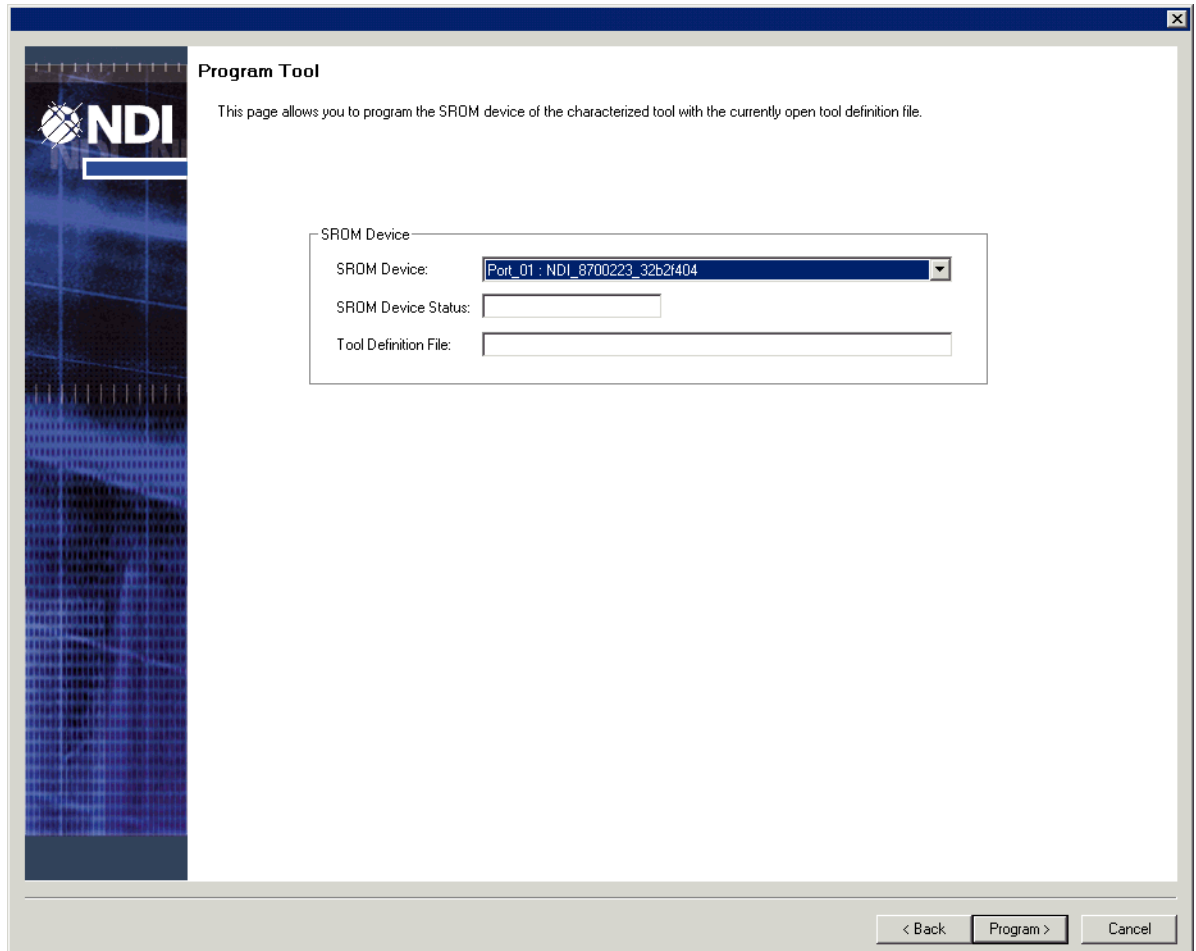 Program Tool
NDI
This page allows you to program the SROM device of the characterized tool with the currently open tool definition file.
SROM Device
SROM Device: Port_01 : NDI_8700223_32b2f404
SROM Device Status:
Tool Definition File:
< Back Program > Cancel